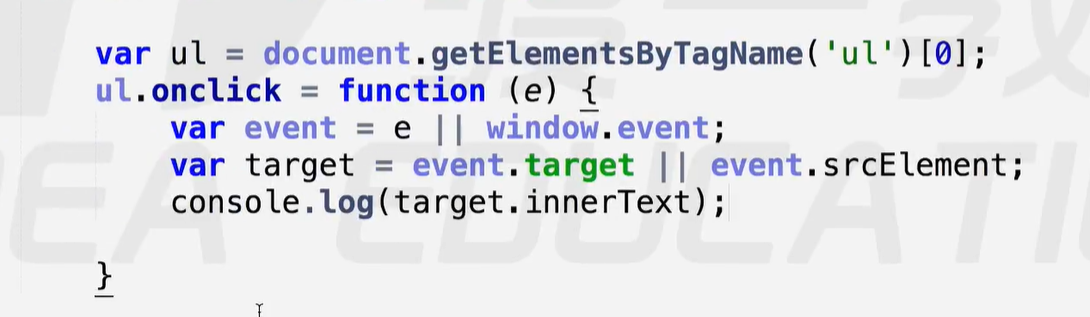 var ul = document.getElementsByTagName('ul')[0];
ul.onclick = function (e) {
    var event = e || window.event;
    var target = event.target || event.srcElement;
    console.log(target.innerText);
}
EDUCATI